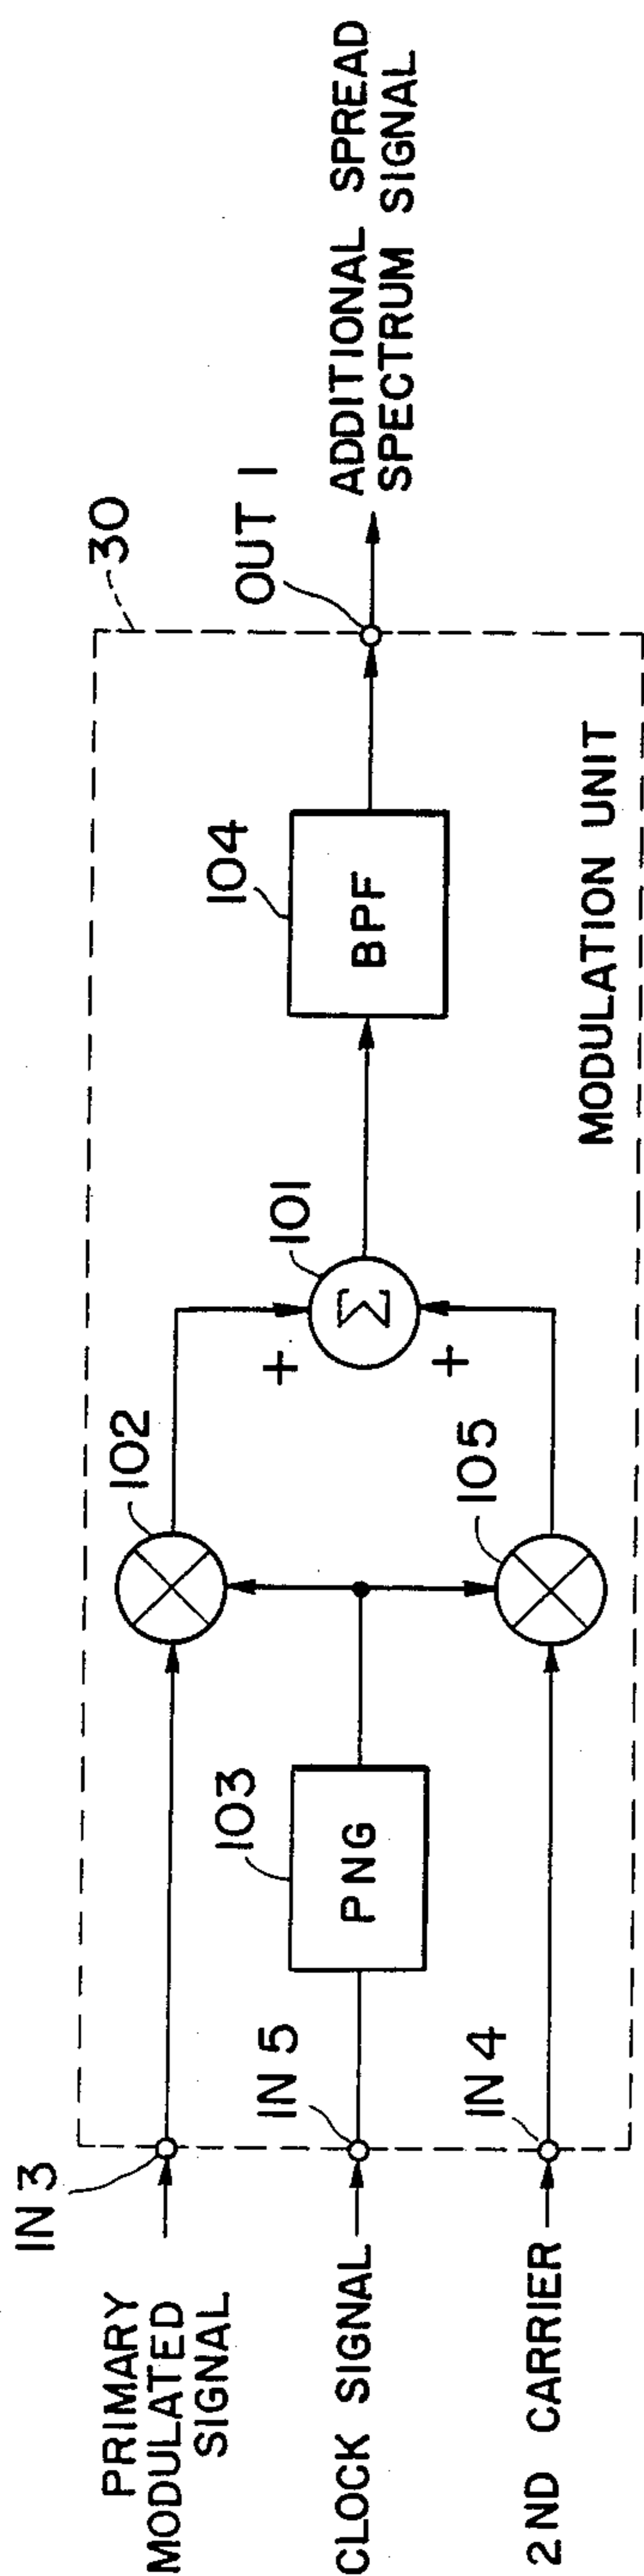 PRIMARY
MODULATED
SIGNAL
IN 3
CLOCK SIGNAL
IN 5
2ND CARRIER
IN 4
103
PNG
102
105
+
+
101
Σ
104
BPF
MODULATION UNIT
30
OUT 1
ADDITIONAL SPREAD
SPECTRUM SIGNAL